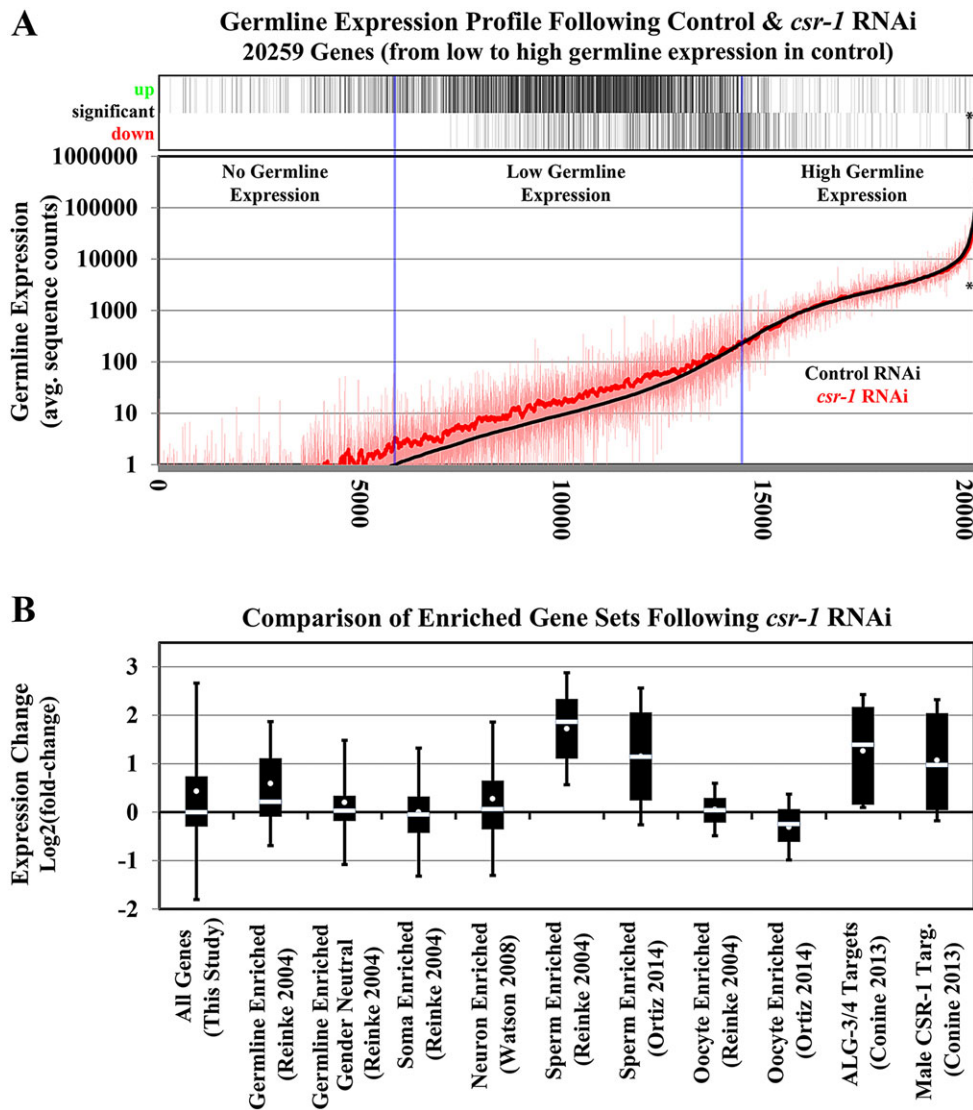 A
Germline Expression Profile Following Control & csr-1 RNAi
20259 Genes (from low to high germline expression in control)
up
significant
down
*
No Germline
Expression
Low Germline
Expression
High Germline
Expression
Germline Expression
(avg. sequence counts)
1000000
100000
10000
1000
100
10
1
*
Control RNAi
csr-1 RNAi
0
5000
10000
15000
20000
B
Comparison of Enriched Gene Sets Following csr-1 RNAi
Expression Change
Log2(fold-change)
3
2
1
0
-1
-2
All Genes
(This Study)
Germline Enriched
(Reinke 2004)
Germline Enriched
Gender Neutral
(Reinke 2004)
Soma Enriched
(Reinke 2004)
Neuron Enriched
(Watson 2008)
Sperm Enriched
(Reinke 2004)
Sperm Enriched
(Ortiz 2014)
Oocyte Enriched
(Reinke 2004)
Oocyte Enriched
(Ortiz 2014)
ALG-3/4 Targets
(Conine 2013)
Male CSR-1 Targ.
(Conine 2013)